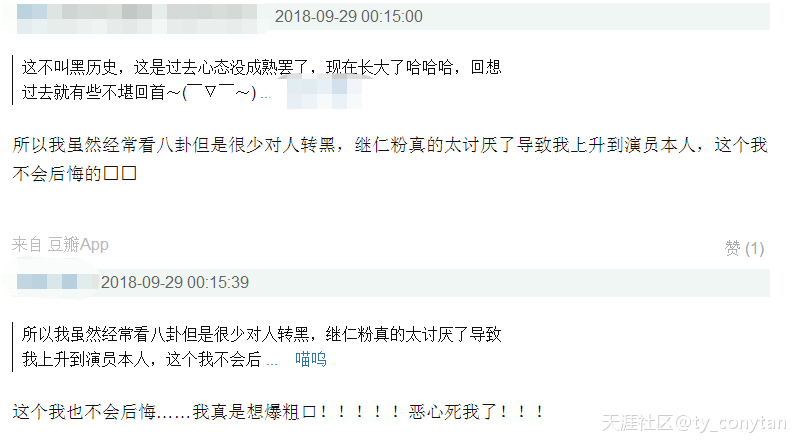 2018-09-29 00:15:00
这不叫黑历史，这是过去心态没成熟罢了，现在长大了哈哈哈，回想
过去就有些不堪回首～(￣▽￣～) ...
所以我虽然经常看八卦但是很少对人转黑，继仁粉真的太讨厌了导致我上升到演员本人，这个我
不会后悔的□□
来自 豆瓣App
赞 (1)
2018-09-29 00:15:39
所以我虽然经常看八卦但是很少对人转黑，继仁粉真的太讨厌了导致
我上升到演员本人，这个我不会后 ... 喵呜
这个我也不会后悔……我真是想爆粗口！！！！！恶心死我了！！！
天涯社区@ty_conytan